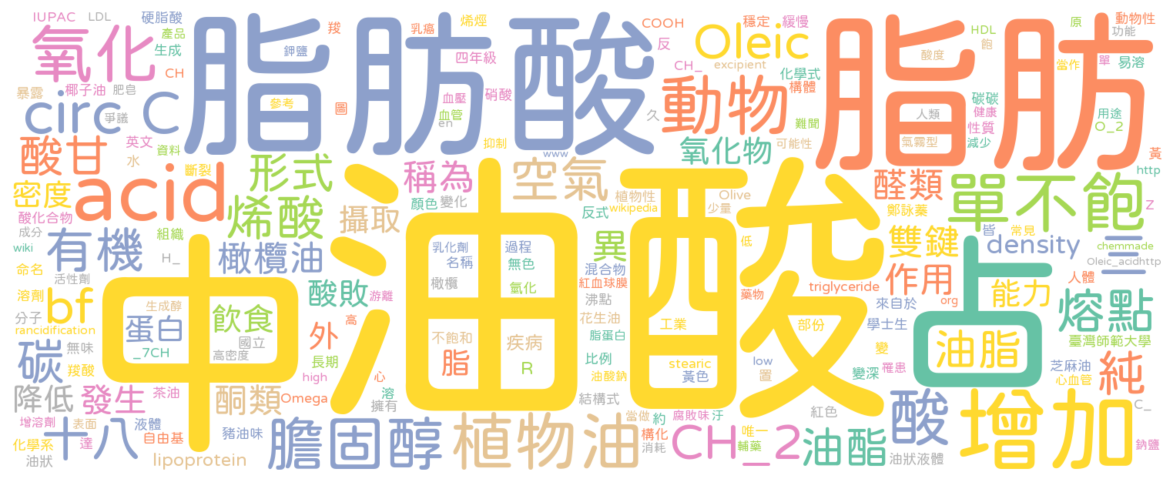 IUPAC
LDL
硬脂酸
羧
乳癌
烯烴
COOH
穩定
緩慢
HDL
原
動物性
功能
產品
生成
鉀鹽
四年級
反
Oleic
飽
單
易溶
氧化
脂肪酸
CH_
excipient
化學式
構體
酸度
當作
脂肪
CH
椰子油
肥皂
暴露
爭議
參考
圖
血壓
硝酸
血管
en
動物
碳碳
健康
人類
用途
O_2
circ C
久
難聞
性質
減少
氣霧型
黃
http
酸甘
英文
水
資料
斷裂
抑制
www
氧化物
可能性
形式
稱為
空氣
植物性
Olive
少量
醛類
單不飽
Z
密度
acid
烯酸
攝取
顏色
變化
反式
wikipedia
鄭詠蓁
酸化合物
成分
wiki
組織
有機
H_
橄欖油
異
雙鍵
皆
常見
density
chemmade
Oleic_acidhttp
三
命名
活性劑
乳化劑
名稱
過程
無色
混合物
低
作用
人體
溶劑
bf
生成醇
酸敗
游離
橄欖
氫化
紅血球膜
沸點
藥物
triglyceride
org
能力
熔點
分子
rancidification
蛋白
飲食
外
高
花生油
來自於
中油酸
占
國立
不飽和
疾病
脂蛋白
工業
部份
學士生
油脂
臺灣師範大學
碳
無味
_7CH
高密度
長期
脂
R
比例
stearic
low
變
芝麻油
純
羧酸
high
心
溶
油酸鈉
黃色
置
變深
罹患
心血管
降低
發生
茶油
酮類
Omega
擁有
結構式
酸
增加
C_
增溶劑
表面
液體
豬油味
當做
約
腐敗味
汙
唯一
紅色
十八
達
自由基
膽固醇
植物油
構化
CH_2
輔藥
油酯
鈉鹽
化學系
油狀
lipoprotein
消耗
油狀液體